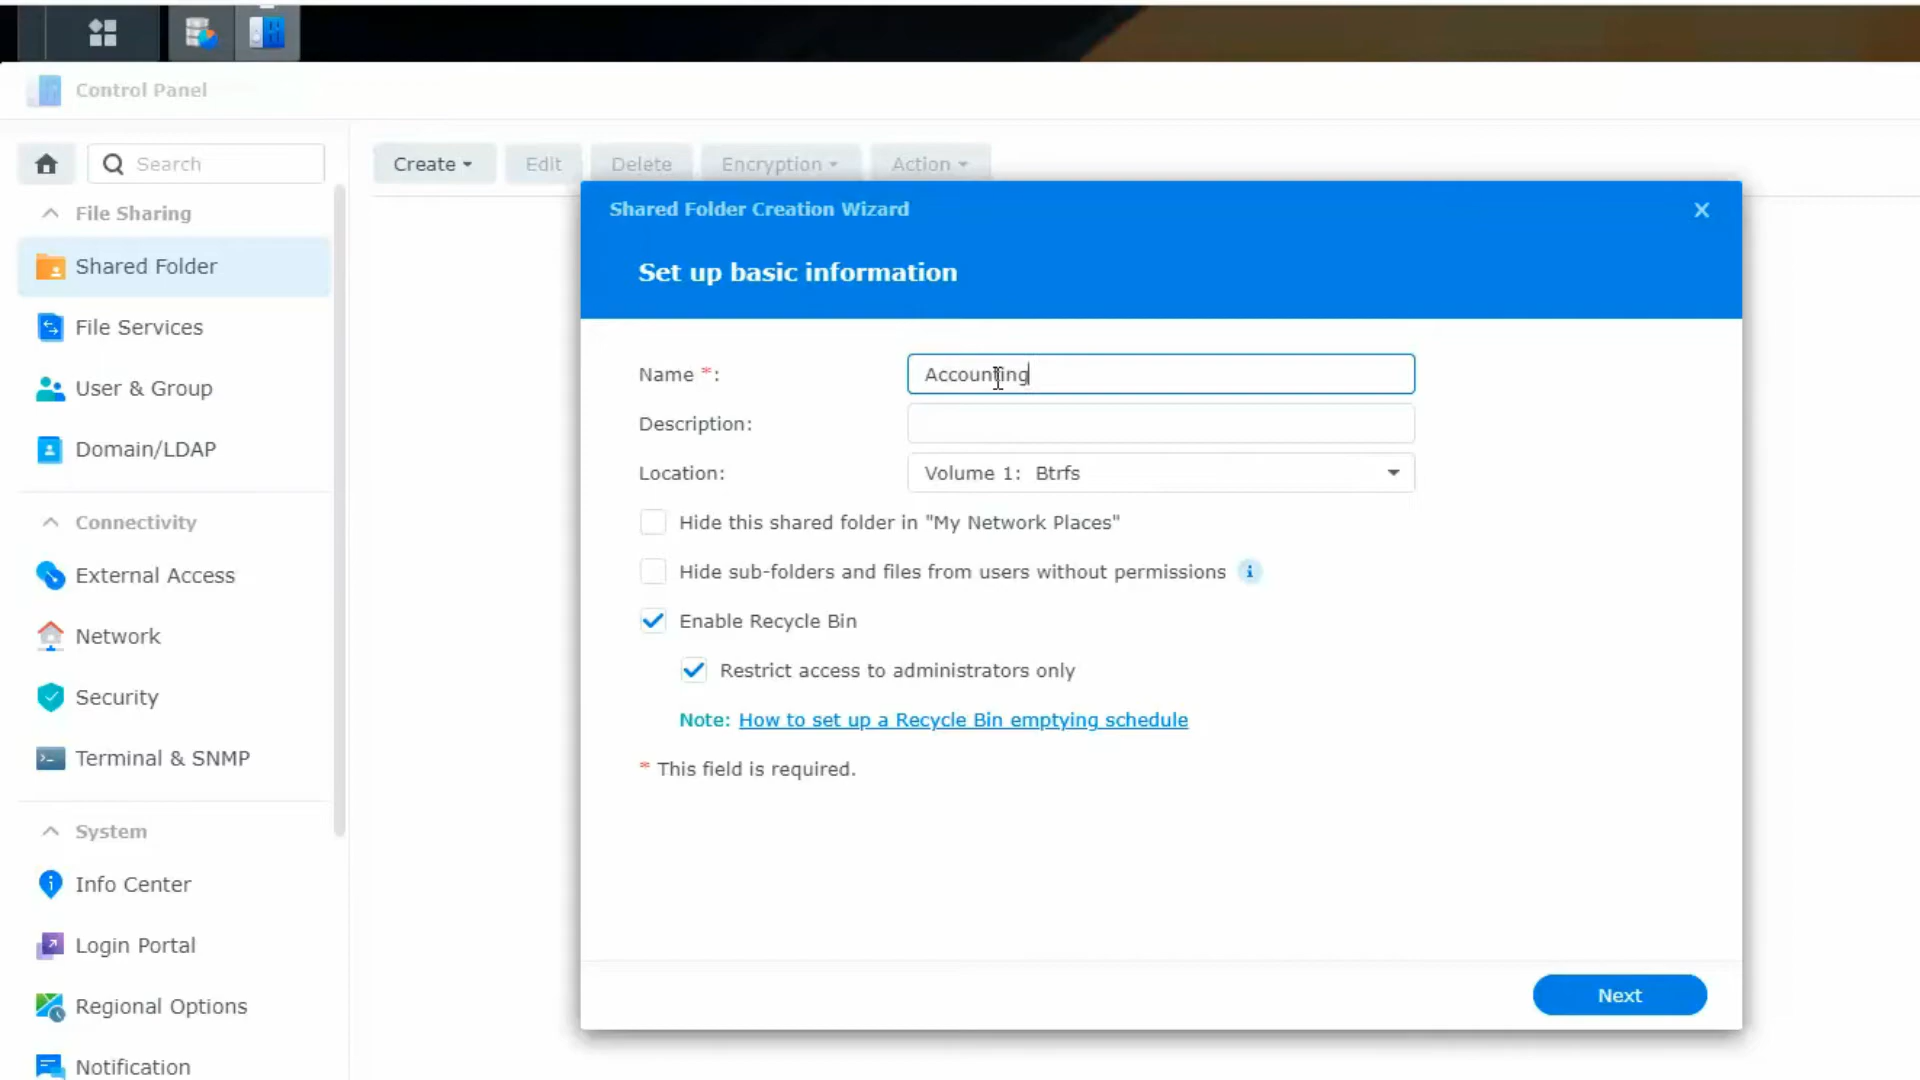 Control Panel
Search
File Sharing
Shared Folder
File Services
User & Group
Domain/LDAP
Connectivity
External Access
Network
Security
Terminal & SNMP
System
Info Center
Login Portal
Regional Options
Notification
Create
Edit
Delete
Encryption
Action
Shared Folder Creation Wizard
Set up basic information
Name *: Accounting
Description:
Location: Volume 1: Btrfs
Hide this shared folder in "My Network Places"
Hide sub-folders and files from users without permissions
Enable Recycle Bin
Restrict access to administrators only
Note: How to set up a Recycle Bin emptying schedule
* This field is required.
Next